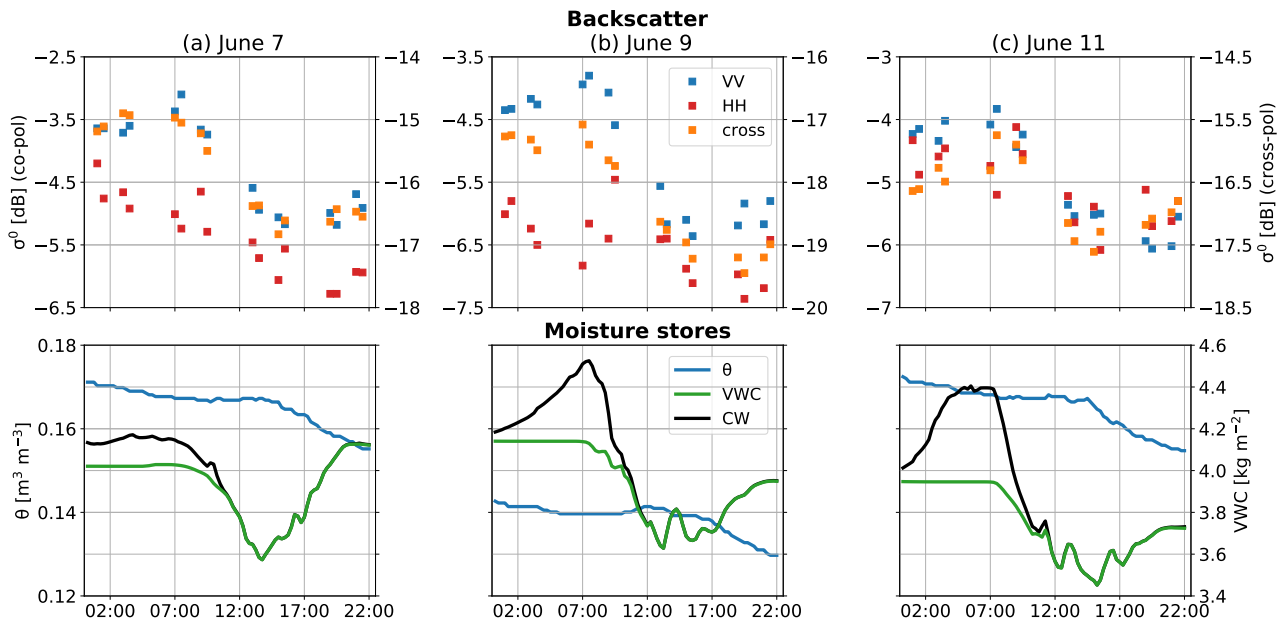 Backscatter
(a) June 7
(b) June 9
(c) June 11
σ⁰ [dB] (co-pol)
−2.5
−3.5
−4.5
−5.5
−6.5
−14
−15
−16
−17
−18
−3.5
−4.5
−5.5
−6.5
−7.5
−16
−17
−18
−19
−20
VV
HH
cross
−3
−4
−5
−6
−7
−14.5
−15.5
−16.5
−17.5
−18.5
σ⁰ [dB] (cross-pol)
Moisture stores
θ [m³ m⁻³]
0.18
0.16
0.14
0.12
θ
VWC
CW
4.6
4.4
4.2
4.0
3.8
3.6
3.4
VWC [kg m⁻²]
02:00 07:00 12:00 17:00 22:00
02:00 07:00 12:00 17:00 22:00
02:00 07:00 12:00 17:00 22:00